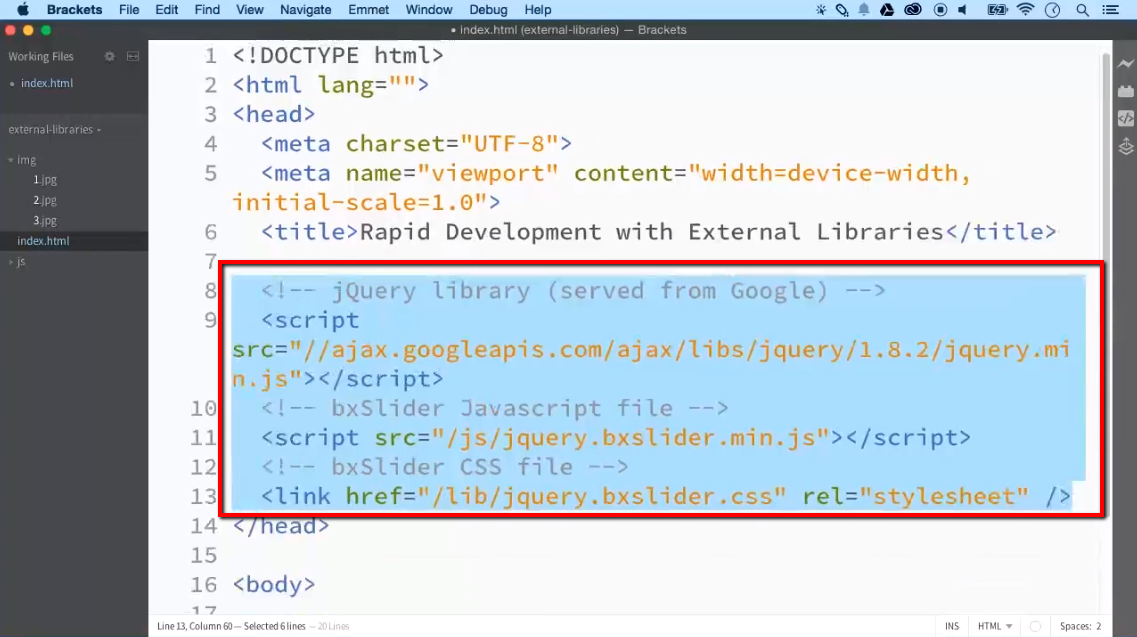 Brackets File Edit Find View Navigate Emmet Window Debug Help
• index.html (external-libraries) — Brackets
Working Files
• index.html
external-libraries
img
1.jpg
2.jpg
3.jpg
index.html
js
1 <!DOCTYPE html>
2 <html lang="">
3 <head>
4 <meta charset="UTF-8">
5 <meta name="viewport" content="width=device-width,
initial-scale=1.0">
6 <title>Rapid Development with External Libraries</title>
7
8 <!-- jQuery library (served from Google) -->
9 <script
src="//ajax.googleapis.com/ajax/libs/jquery/1.8.2/jquery.mi
n.js"></script>
10 <!-- bxSlider Javascript file -->
11 <script src="/js/jquery.bxslider.min.js"></script>
12 <!-- bxSlider CSS file -->
13 <link href="/lib/jquery.bxslider.css" rel="stylesheet" />
14 </head>
15
16 <body>
17
Line 13, Column 60 — Selected 6 lines — 20 Lines
INS HTML Spaces: 2